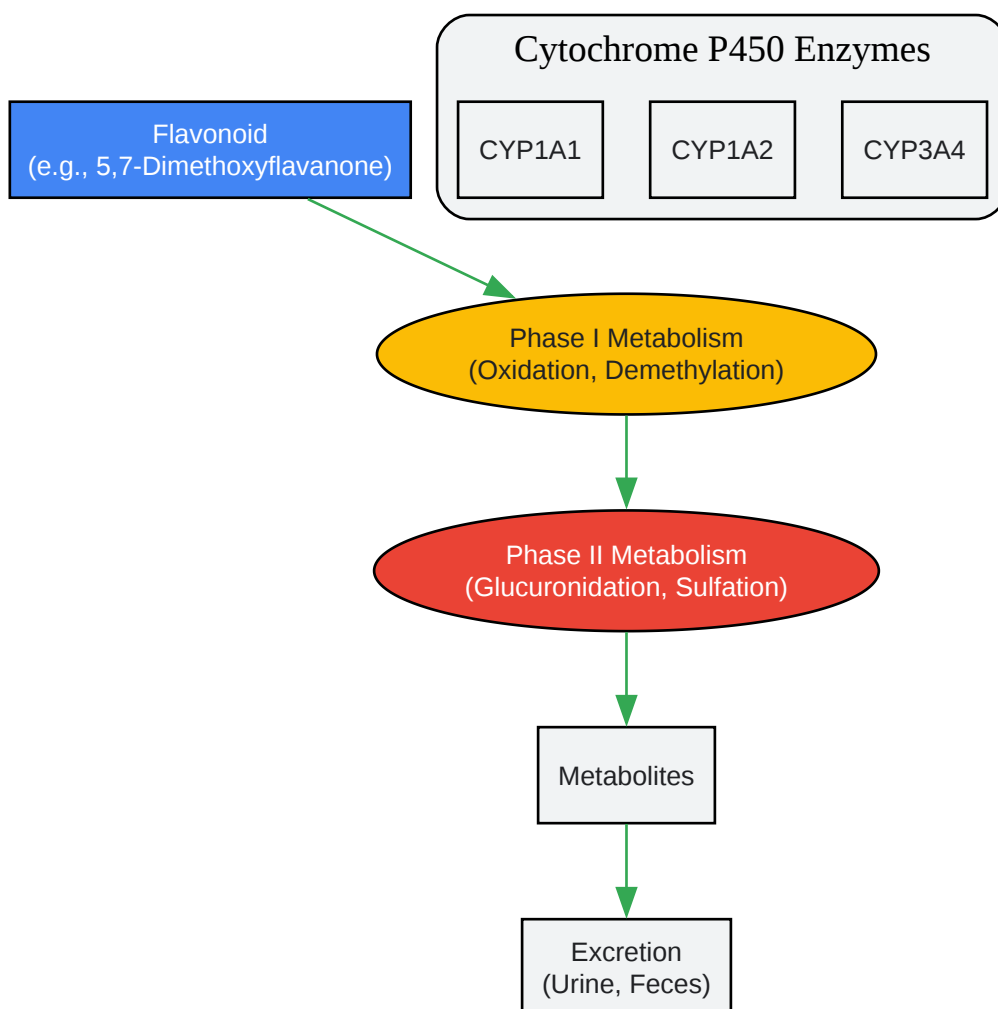 Cytochrome P450 Enzymes
Flavonoid
(e.g., 5,7-Dimethoxyflavanone)
CYP1A1
CYP1A2
CYP3A4
Phase I Metabolism
(Oxidation, Demethylation)
Phase II Metabolism
(Glucuronidation, Sulfation)
Metabolites
Excretion
(Urine, Feces)